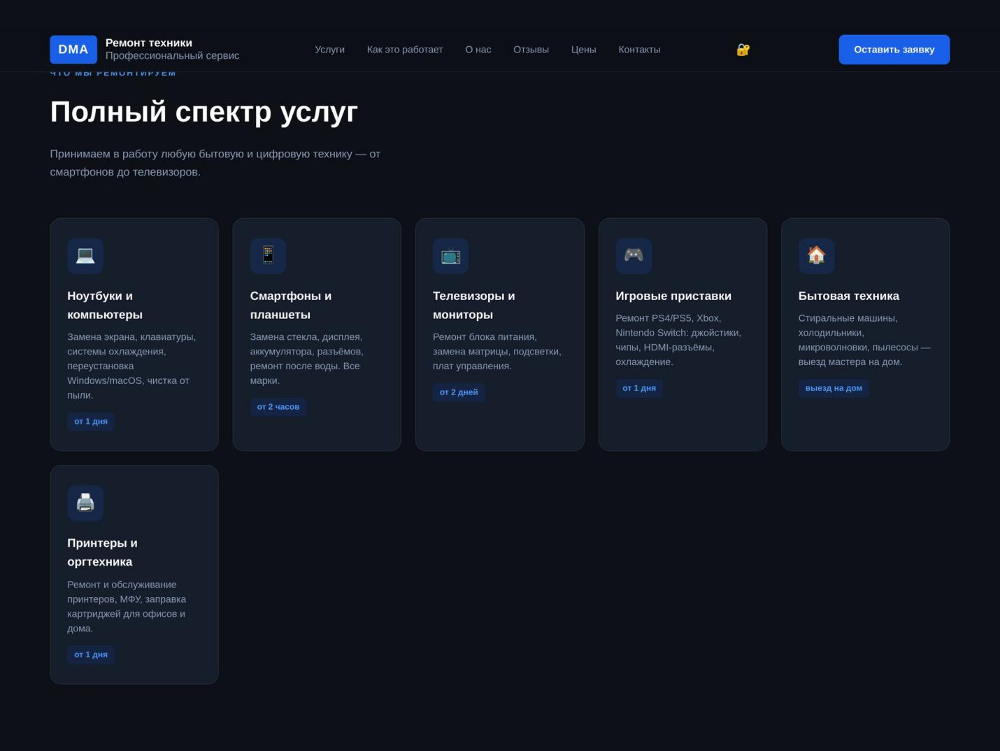 DMA
Ремонт техники
Профессиональный сервис
Услуги
Как это работает
О нас
Отзывы
Цены
Контакты
Оставить заявку
ЧТО МЫ РЕМОНТИРУЕМ
Полный спектр услуг
Принимаем в работу любую бытовую и цифровую технику — от
смартфонов до телевизоров.
Ноутбуки и
компьютеры
Замена экрана, клавиатуры,
системы охлаждения,
переустановка
Windows/macOS, чистка от
пыли.
от 1 дня
Смартфоны и
планшеты
Замена стекла, дисплея,
аккумулятора, разъёмов,
ремонт после воды. Все
марки.
от 2 часов
Телевизоры и
мониторы
Ремонт блока питания,
замена матрицы, подсветки,
плат управления.
от 2 дней
Игровые приставки
Ремонт PS4/PS5, Xbox,
Nintendo Switch: джойстики,
чипы, HDMI-разъёмы,
охлаждение.
от 1 дня
Бытовая техника
Стиральные машины,
холодильники,
микроволновки, пылесосы —
выезд мастера на дом.
выезд на дом
Принтеры и
оргтехника
Ремонт и обслуживание
принтеров, МФУ, заправка
картриджей для офисов и
дома.
от 1 дня